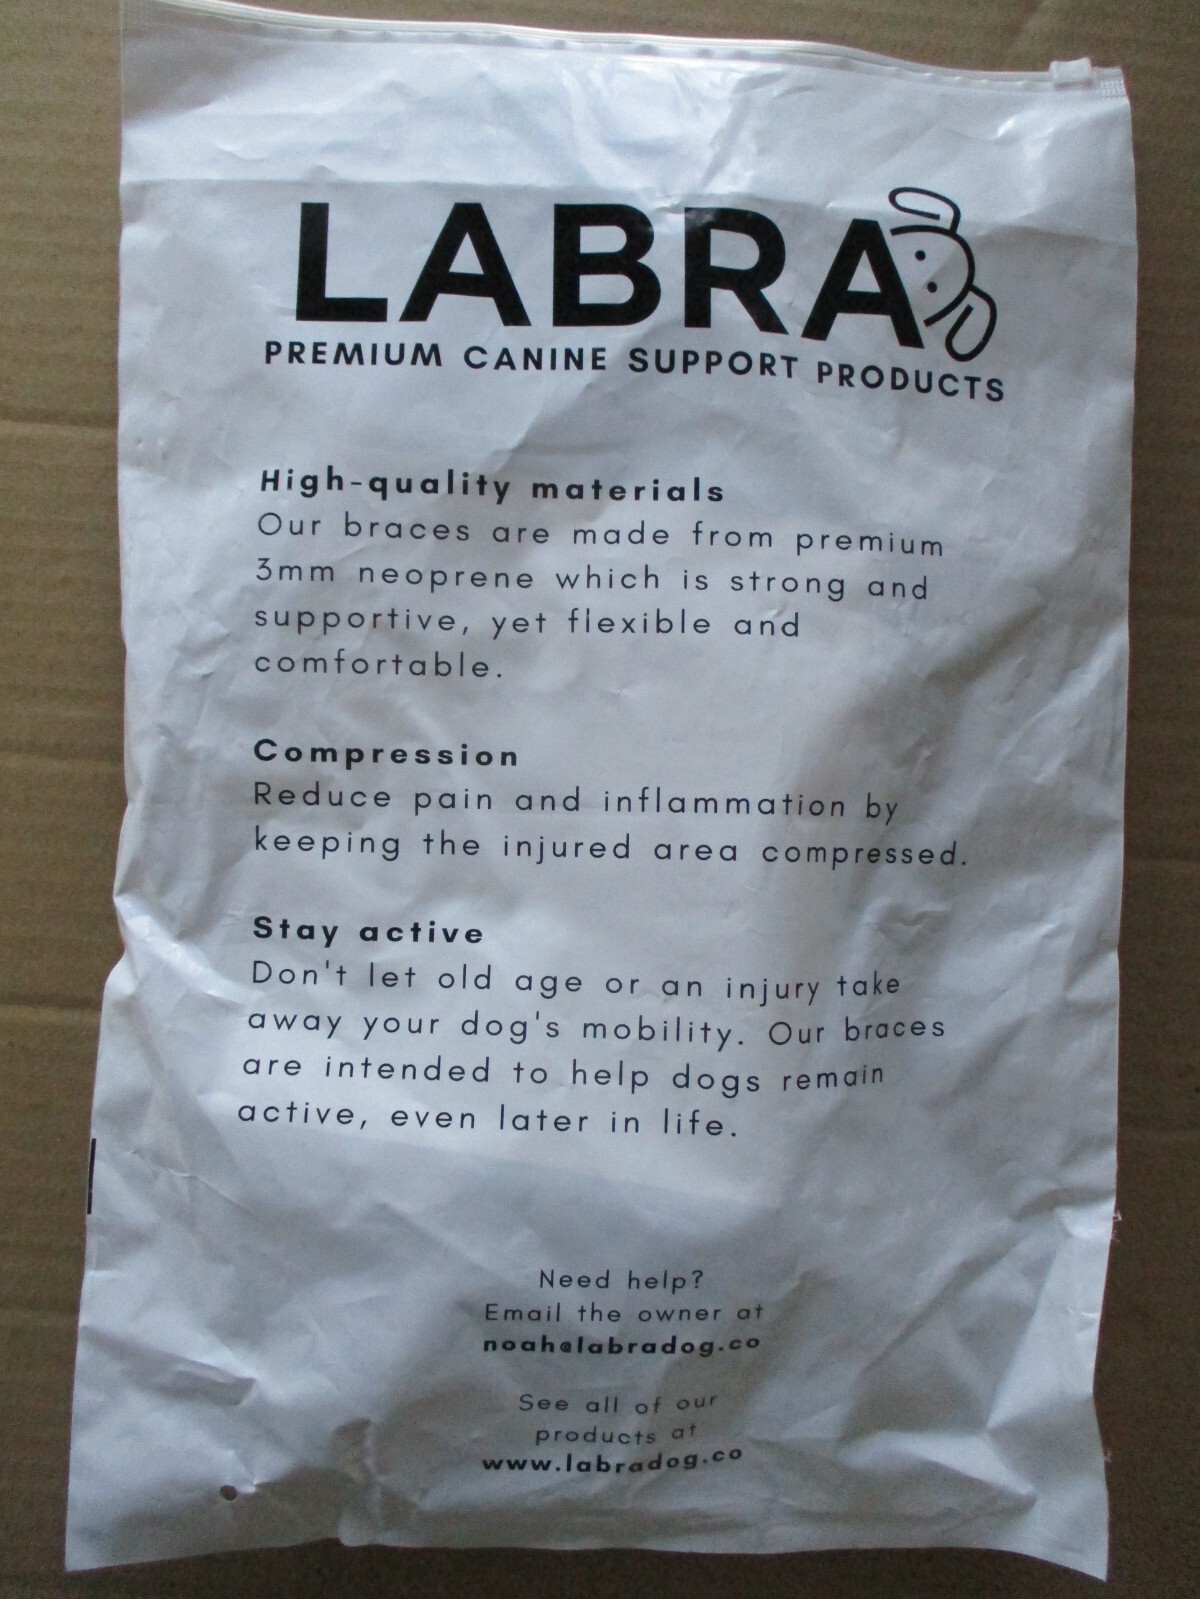 LABRA
PREMIUM CANINE SUPPORT PRODUCTS
High-quality materials
Our braces are made from premium
3mm neoprene which is strong and
supportive, yet flexible and
comfortable.
Compression
Reduce pain and inflammation by
keeping the injured area compressed.
Stay active
Don't let old age or an injury take
away your dog's mobility. Our braces
are intended to help dogs remain
active, even later in life.
Need help?
Email the owner at
noah@labradog.co
See all of our
products at
www.labradog.co